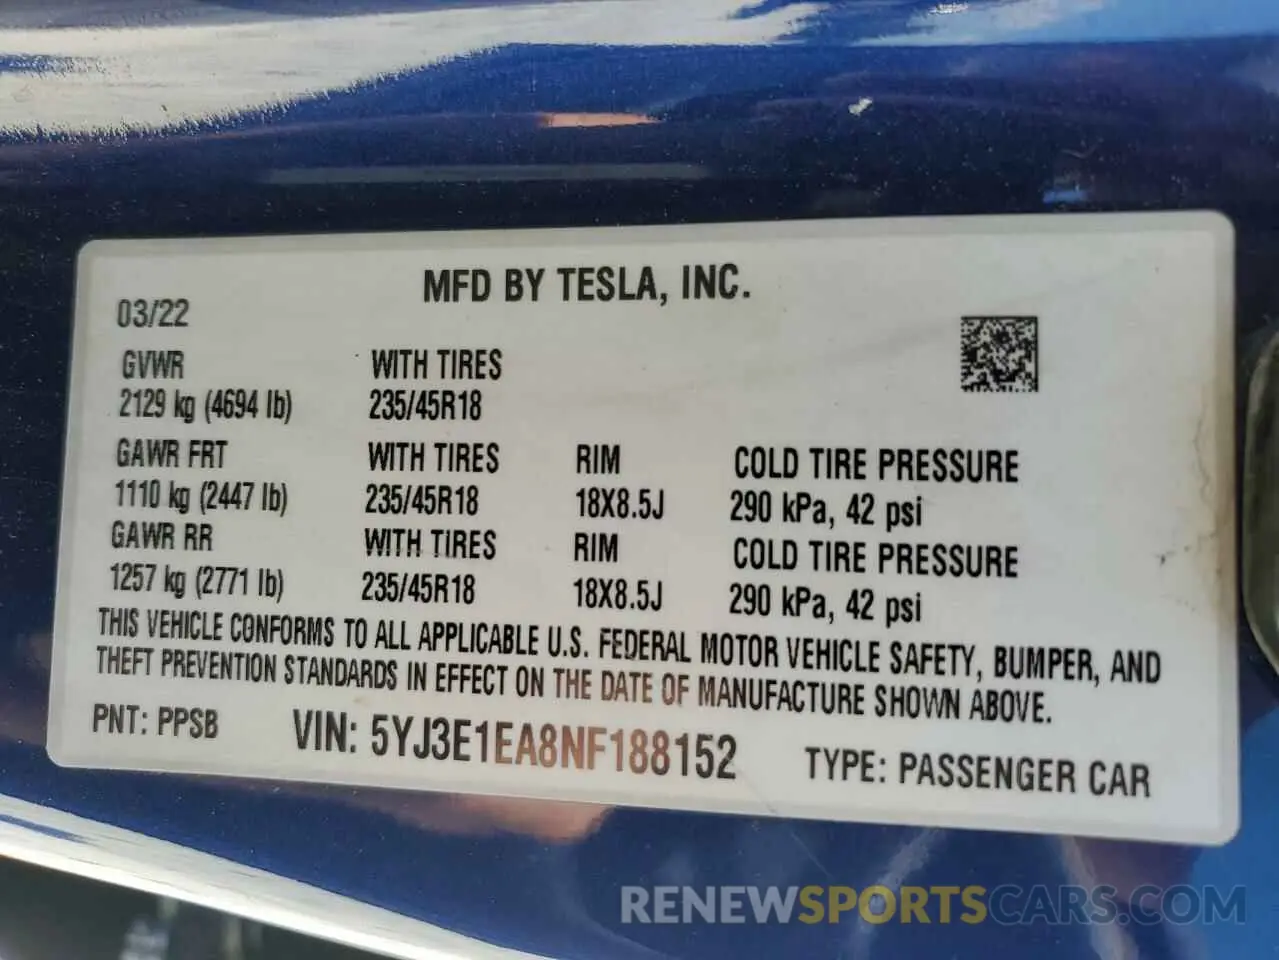 MFD BY TESLA, INC.
03/22
GVWR WITH TIRES
2129 kg (4694 lb) 235/45R18
GAWR FRT WITH TIRES RIM COLD TIRE PRESSURE
1110 kg (2447 lb) 235/45R18 18X8.5J 290 kPa, 42 psi
GAWR RR WITH TIRES RIM COLD TIRE PRESSURE
1257 kg (2771 lb) 235/45R18 18X8.5J 290 kPa, 42 psi
THIS VEHICLE CONFORMS TO ALL APPLICABLE U.S. FEDERAL MOTOR VEHICLE SAFETY, BUMPER, AND
THEFT PREVENTION STANDARDS IN EFFECT ON THE DATE OF MANUFACTURE SHOWN ABOVE.
PNT: PPSB VIN: 5YJ3E1EA8NF188152 TYPE: PASSENGER CAR
RENEWSPORTSCARS.COM